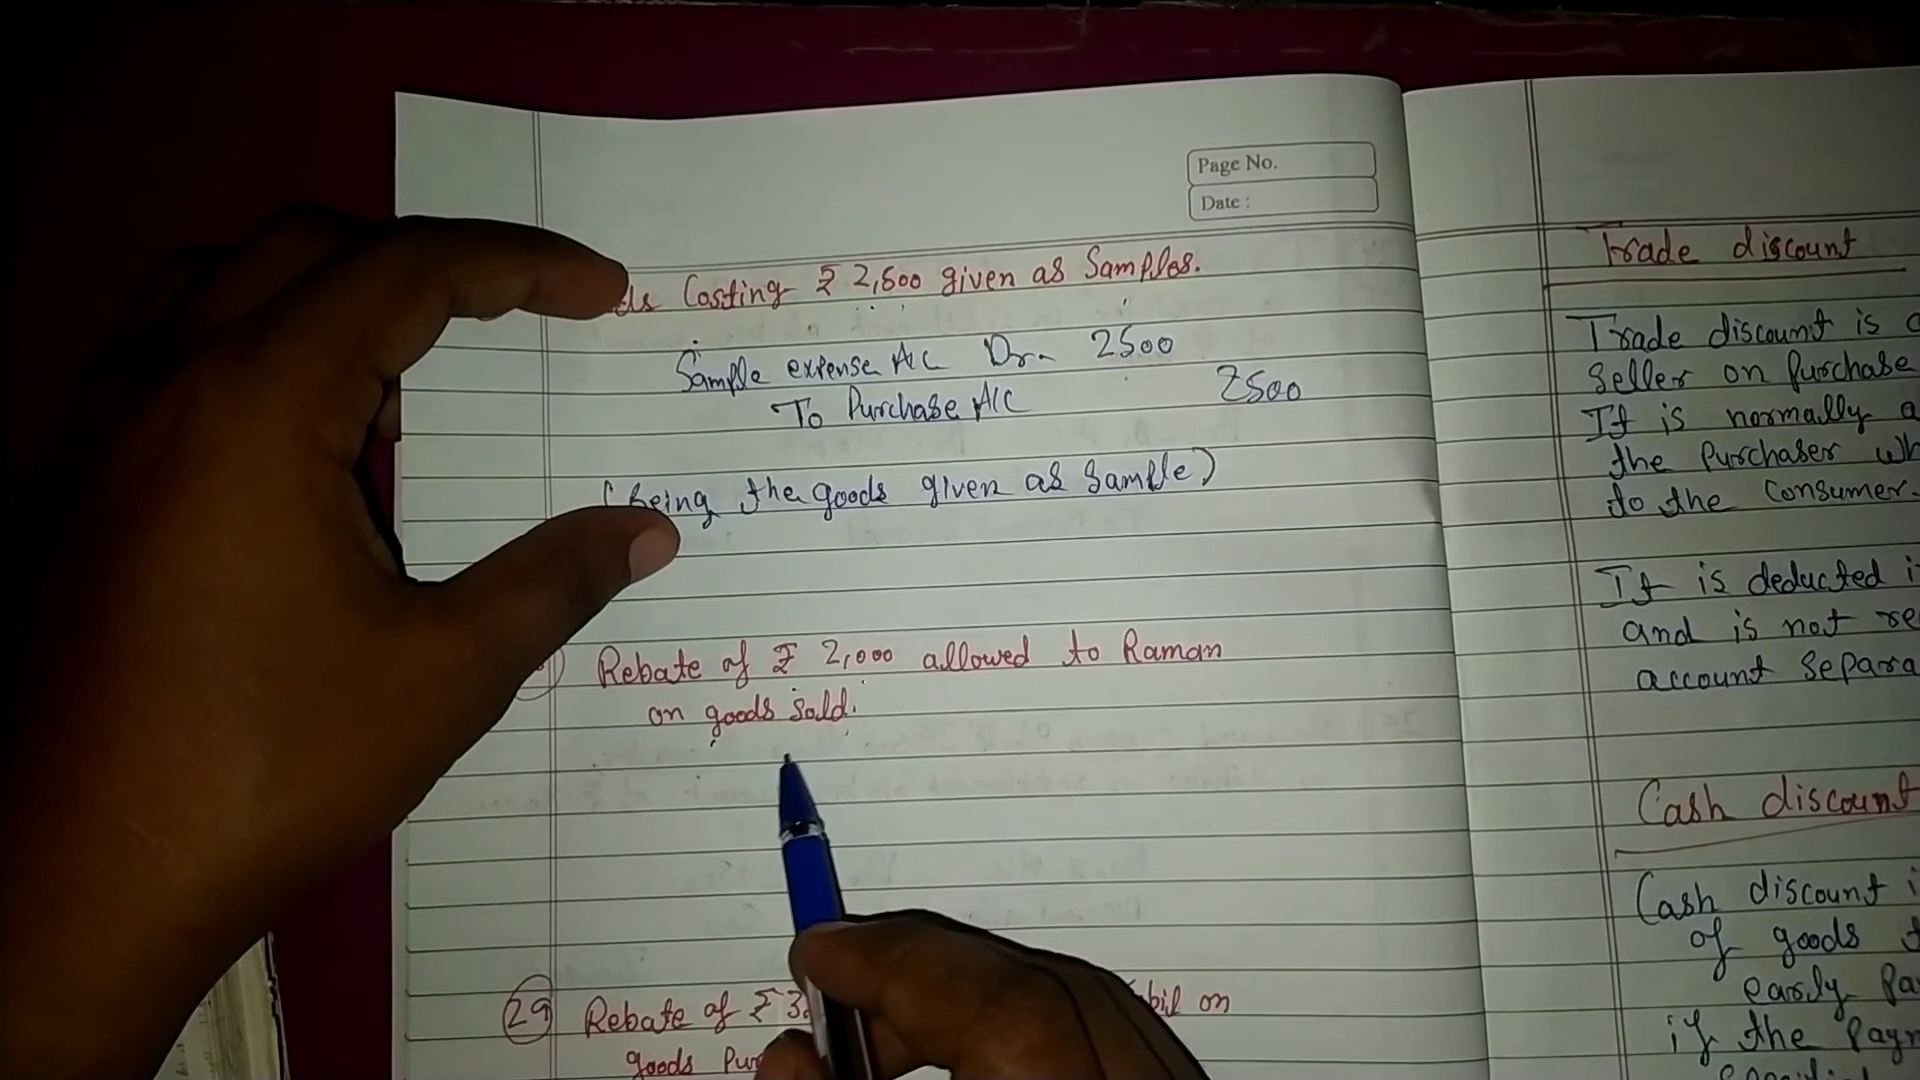 Page No.
Date :
Costing ₹ 2,500 given as Samples.
Sample expense A/C Dr. 2500
To Purchase A/C 2500
(Being the goods given as Sample)
Rebate of ₹ 2,000 allowed to Raman
on goods sold.
29 Rebate of ₹ 3 on
goods
Trade discount
Trade discount is
Seller on Purchase
It is normally
the Purchaser
to the Consumer.
It is deducted
and is not
account
Cash discount
Cash discount
of goods
early
if the